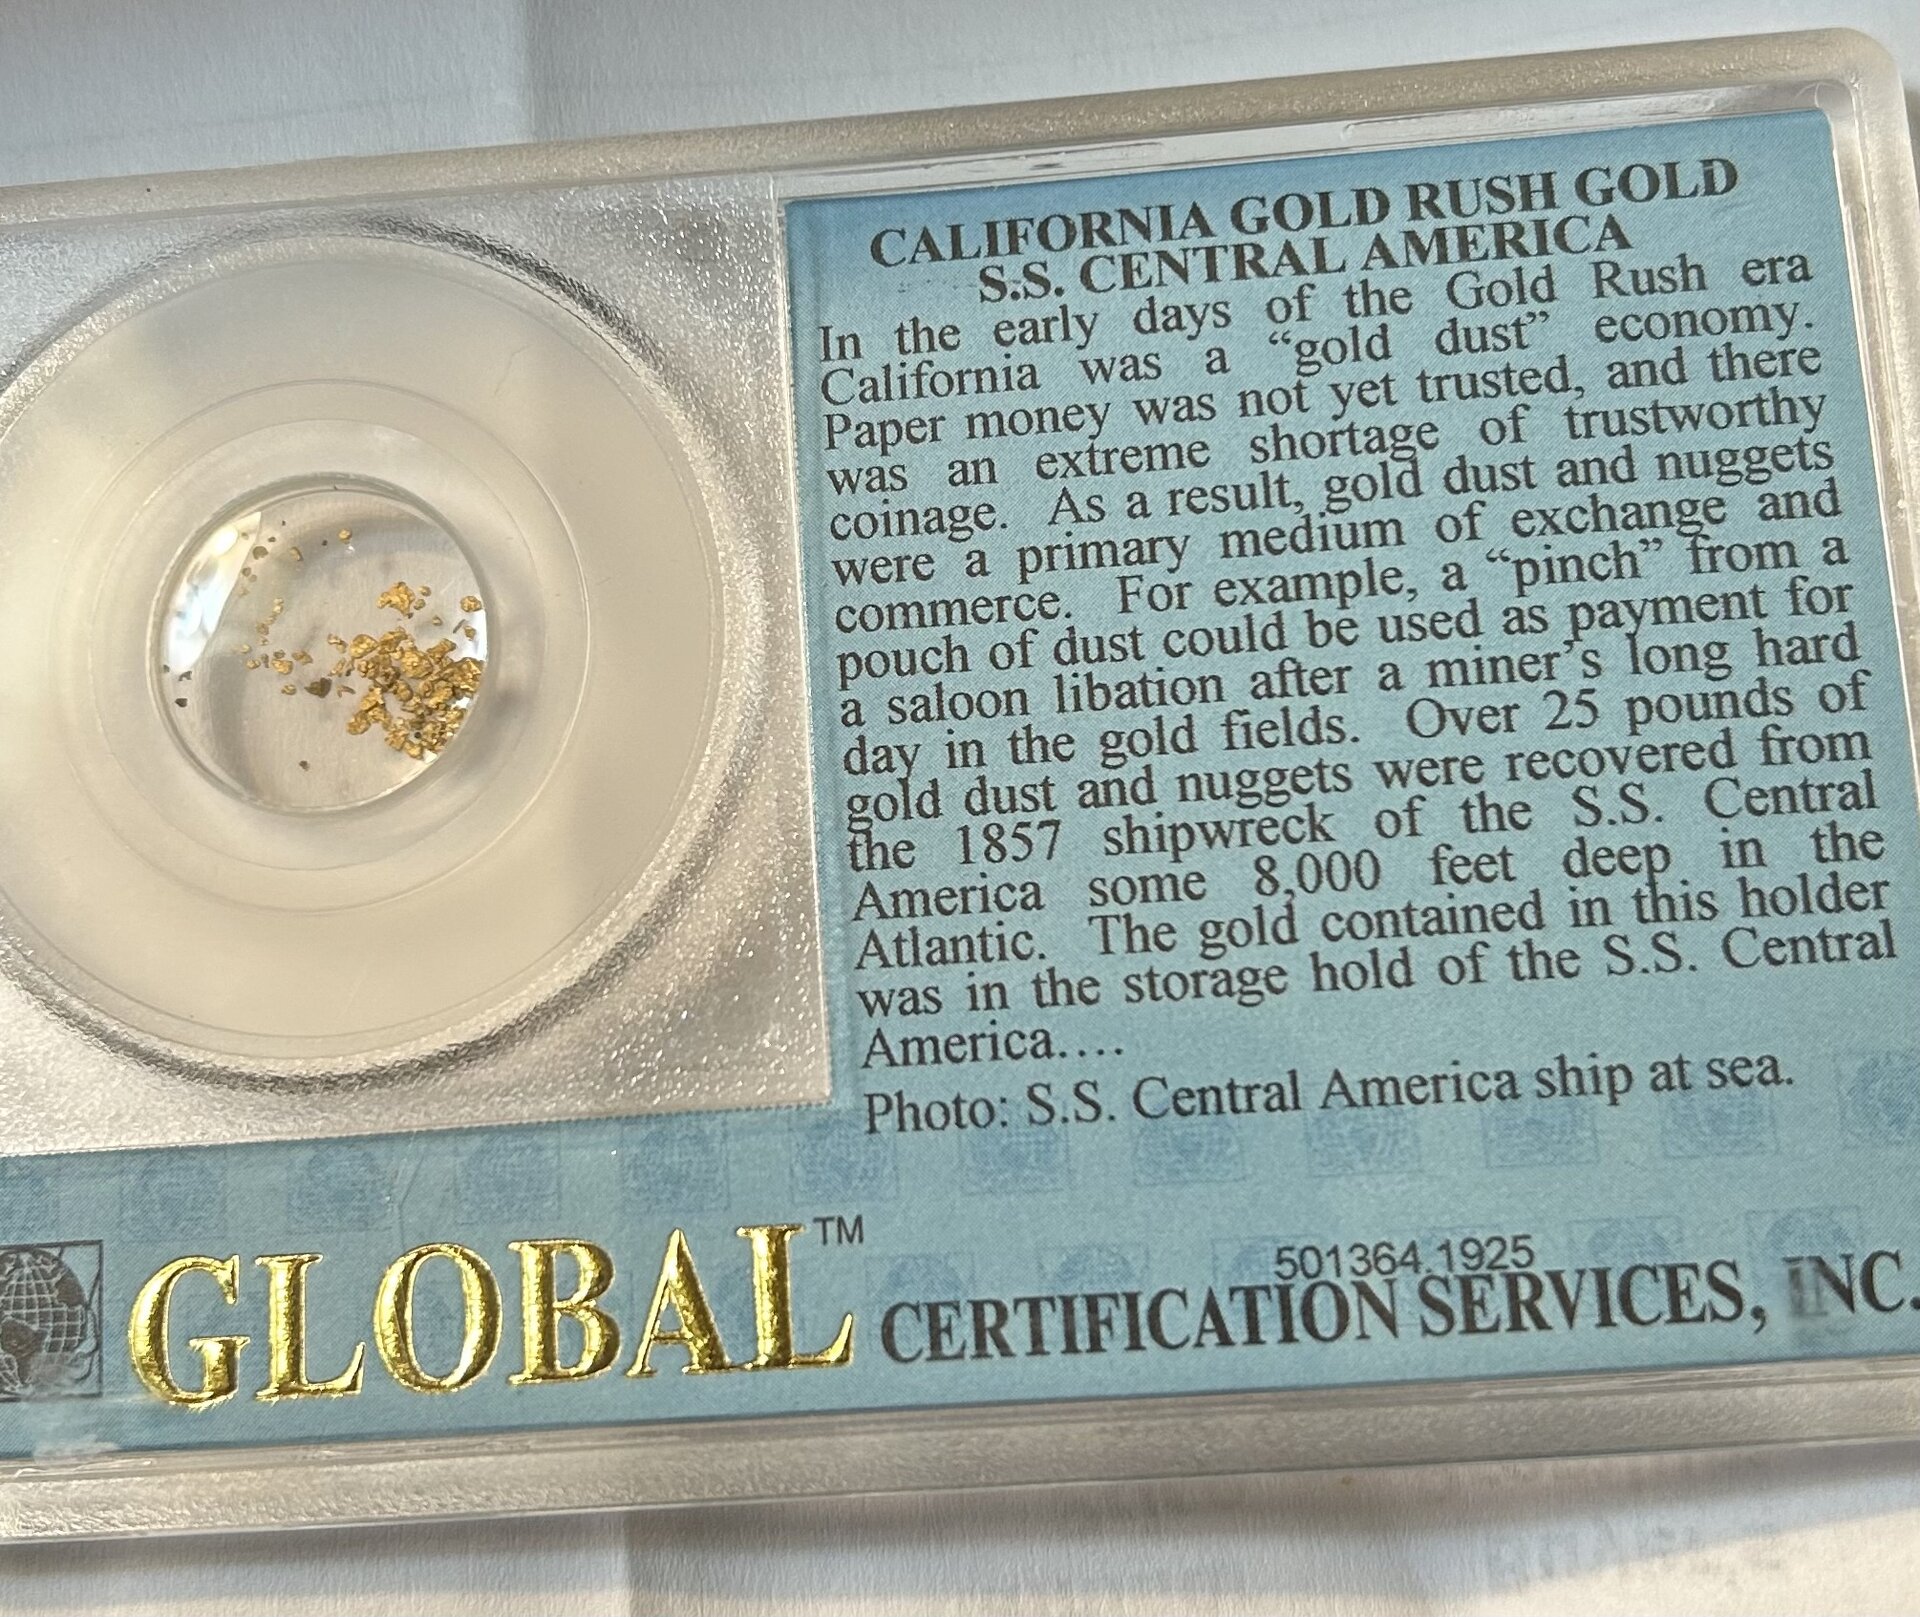 CALIFORNIA GOLD RUSH GOLD
S.S. CENTRAL AMERICA
In the early days of the Gold Rush era
California was a “gold dust” economy.
Paper money was not yet trusted, and there
was an extreme shortage of trustworthy
coinage. As a result, gold dust and nuggets
were a primary medium of exchange and
commerce. For example, a “pinch” from a
pouch of dust could be used as payment for
a saloon libation after a miner’s long hard
day in the gold fields. Over 25 pounds of
gold dust and nuggets were recovered from
the 1857 shipwreck of the S.S. Central
America some 8,000 feet deep in the
Atlantic. The gold contained in this holder
was in the storage hold of the S.S. Central
America....
Photo: S.S. Central America ship at sea.
501364.1925
GLOBAL™ CERTIFICATION SERVICES, INC.